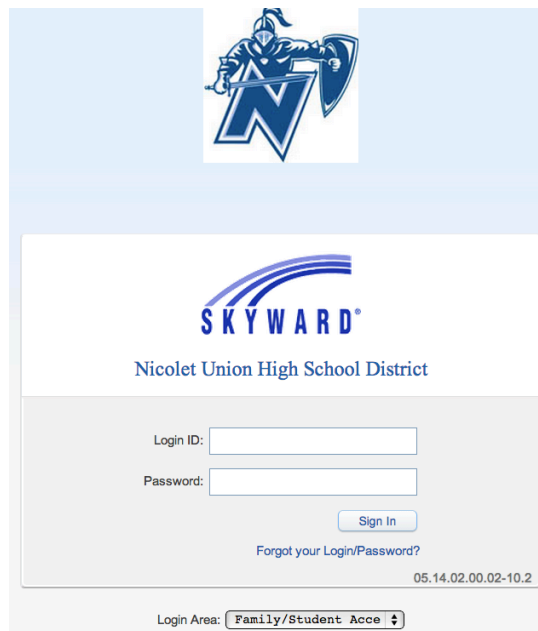 N
SKYWARD®
Nicolet Union High School District
Login ID:
Password:
Sign In
Forgot your Login/Password?
05.14.02.00.02-10.2
Login Area: Family/Student Acce